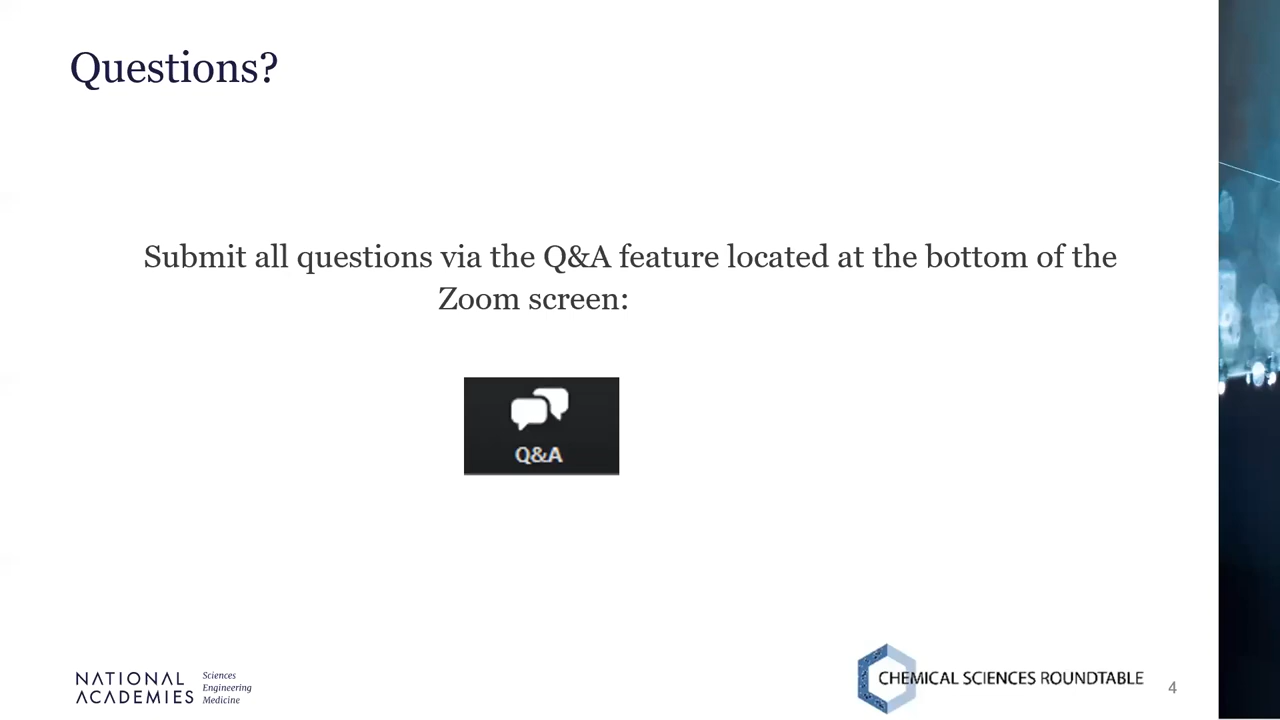 Questions?
Submit all questions via the Q&A feature located at the bottom of the
Zoom screen:
Q&A
NATIONAL
ACADEMIES
Sciences
Engineering
Medicine
CHEMICAL SCIENCES ROUNDTABLE
4